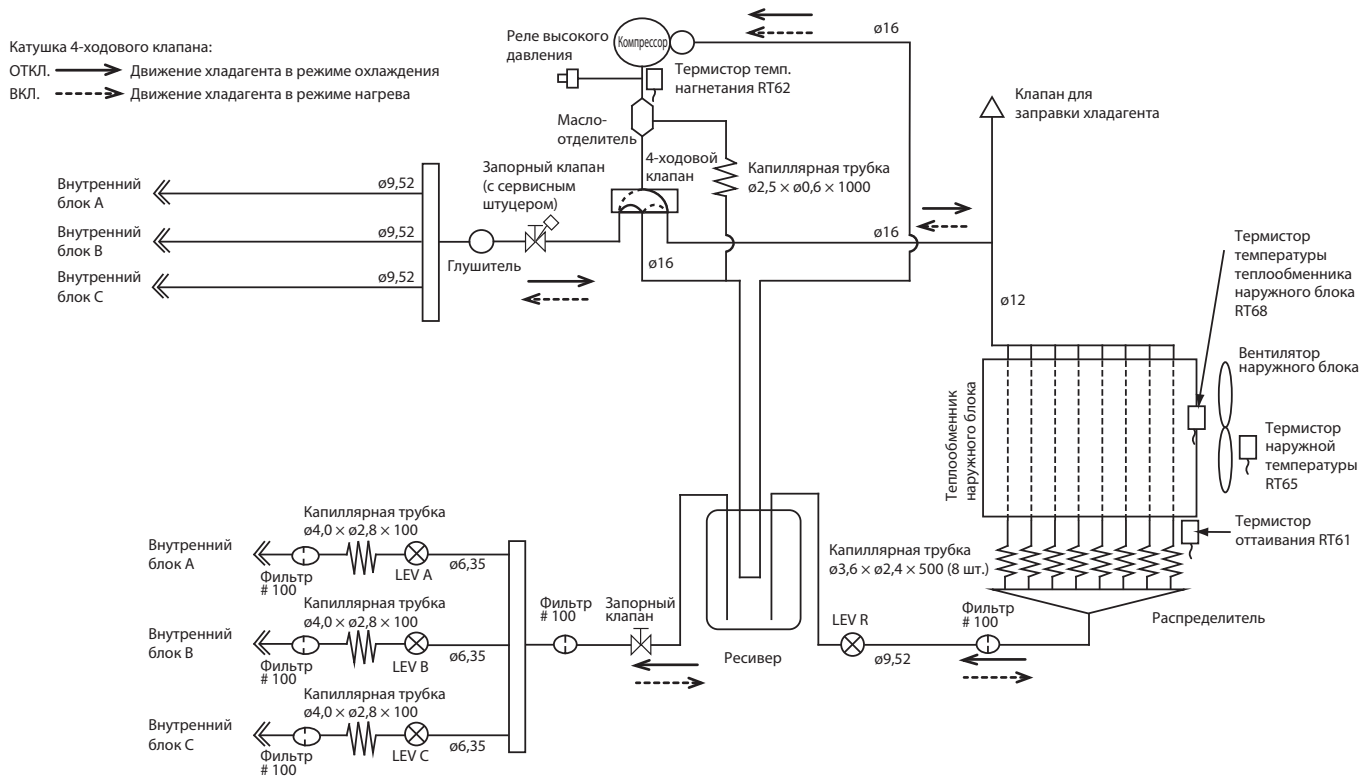 Катушка 4-ходового клапана:
ОТКЛ.
Движение хладагента в режиме охлаждения
ВКЛ.
Движение хладагента в режиме нагрева
Реле высокого
давления
Компрессор
ø16
Термистор темп.
нагнетания RT62
Масло-
отделитель
Клапан для
заправки хладагента
Запорный клапан
(с сервисным
штуцером)
4-ходовой
клапан
Капиллярная трубка
ø2,5 × ø0,6 × 1000
Внутренний
блок A
ø9,52
Внутренний
блок B
ø9,52
Внутренний
блок C
ø9,52
Глушитель
ø16
ø16
ø12
Термистор
температуры
теплообменника
наружного блока
RT68
Вентилятор
наружного блока
Теплообменник
наружного блока
Термистор
наружной
температуры
RT65
Термистор
оттаивания RT61
Капиллярная трубка
ø3,6 × ø2,4 × 500 (8 шт.)
Распределитель
Капиллярная трубка
ø4,0 × ø2,8 × 100
Внутренний
блок A
Фильтр
# 100
LEV A
ø6,35
Капиллярная трубка
ø4,0 × ø2,8 × 100
Внутренний
блок B
Фильтр
# 100
LEV B
ø6,35
Капиллярная трубка
ø4,0 × ø2,8 × 100
Внутренний
блок C
Фильтр
# 100
LEV C
ø6,35
Фильтр
# 100
Запорный
клапан
Ресивер
LEV R
ø9,52
Фильтр
# 100